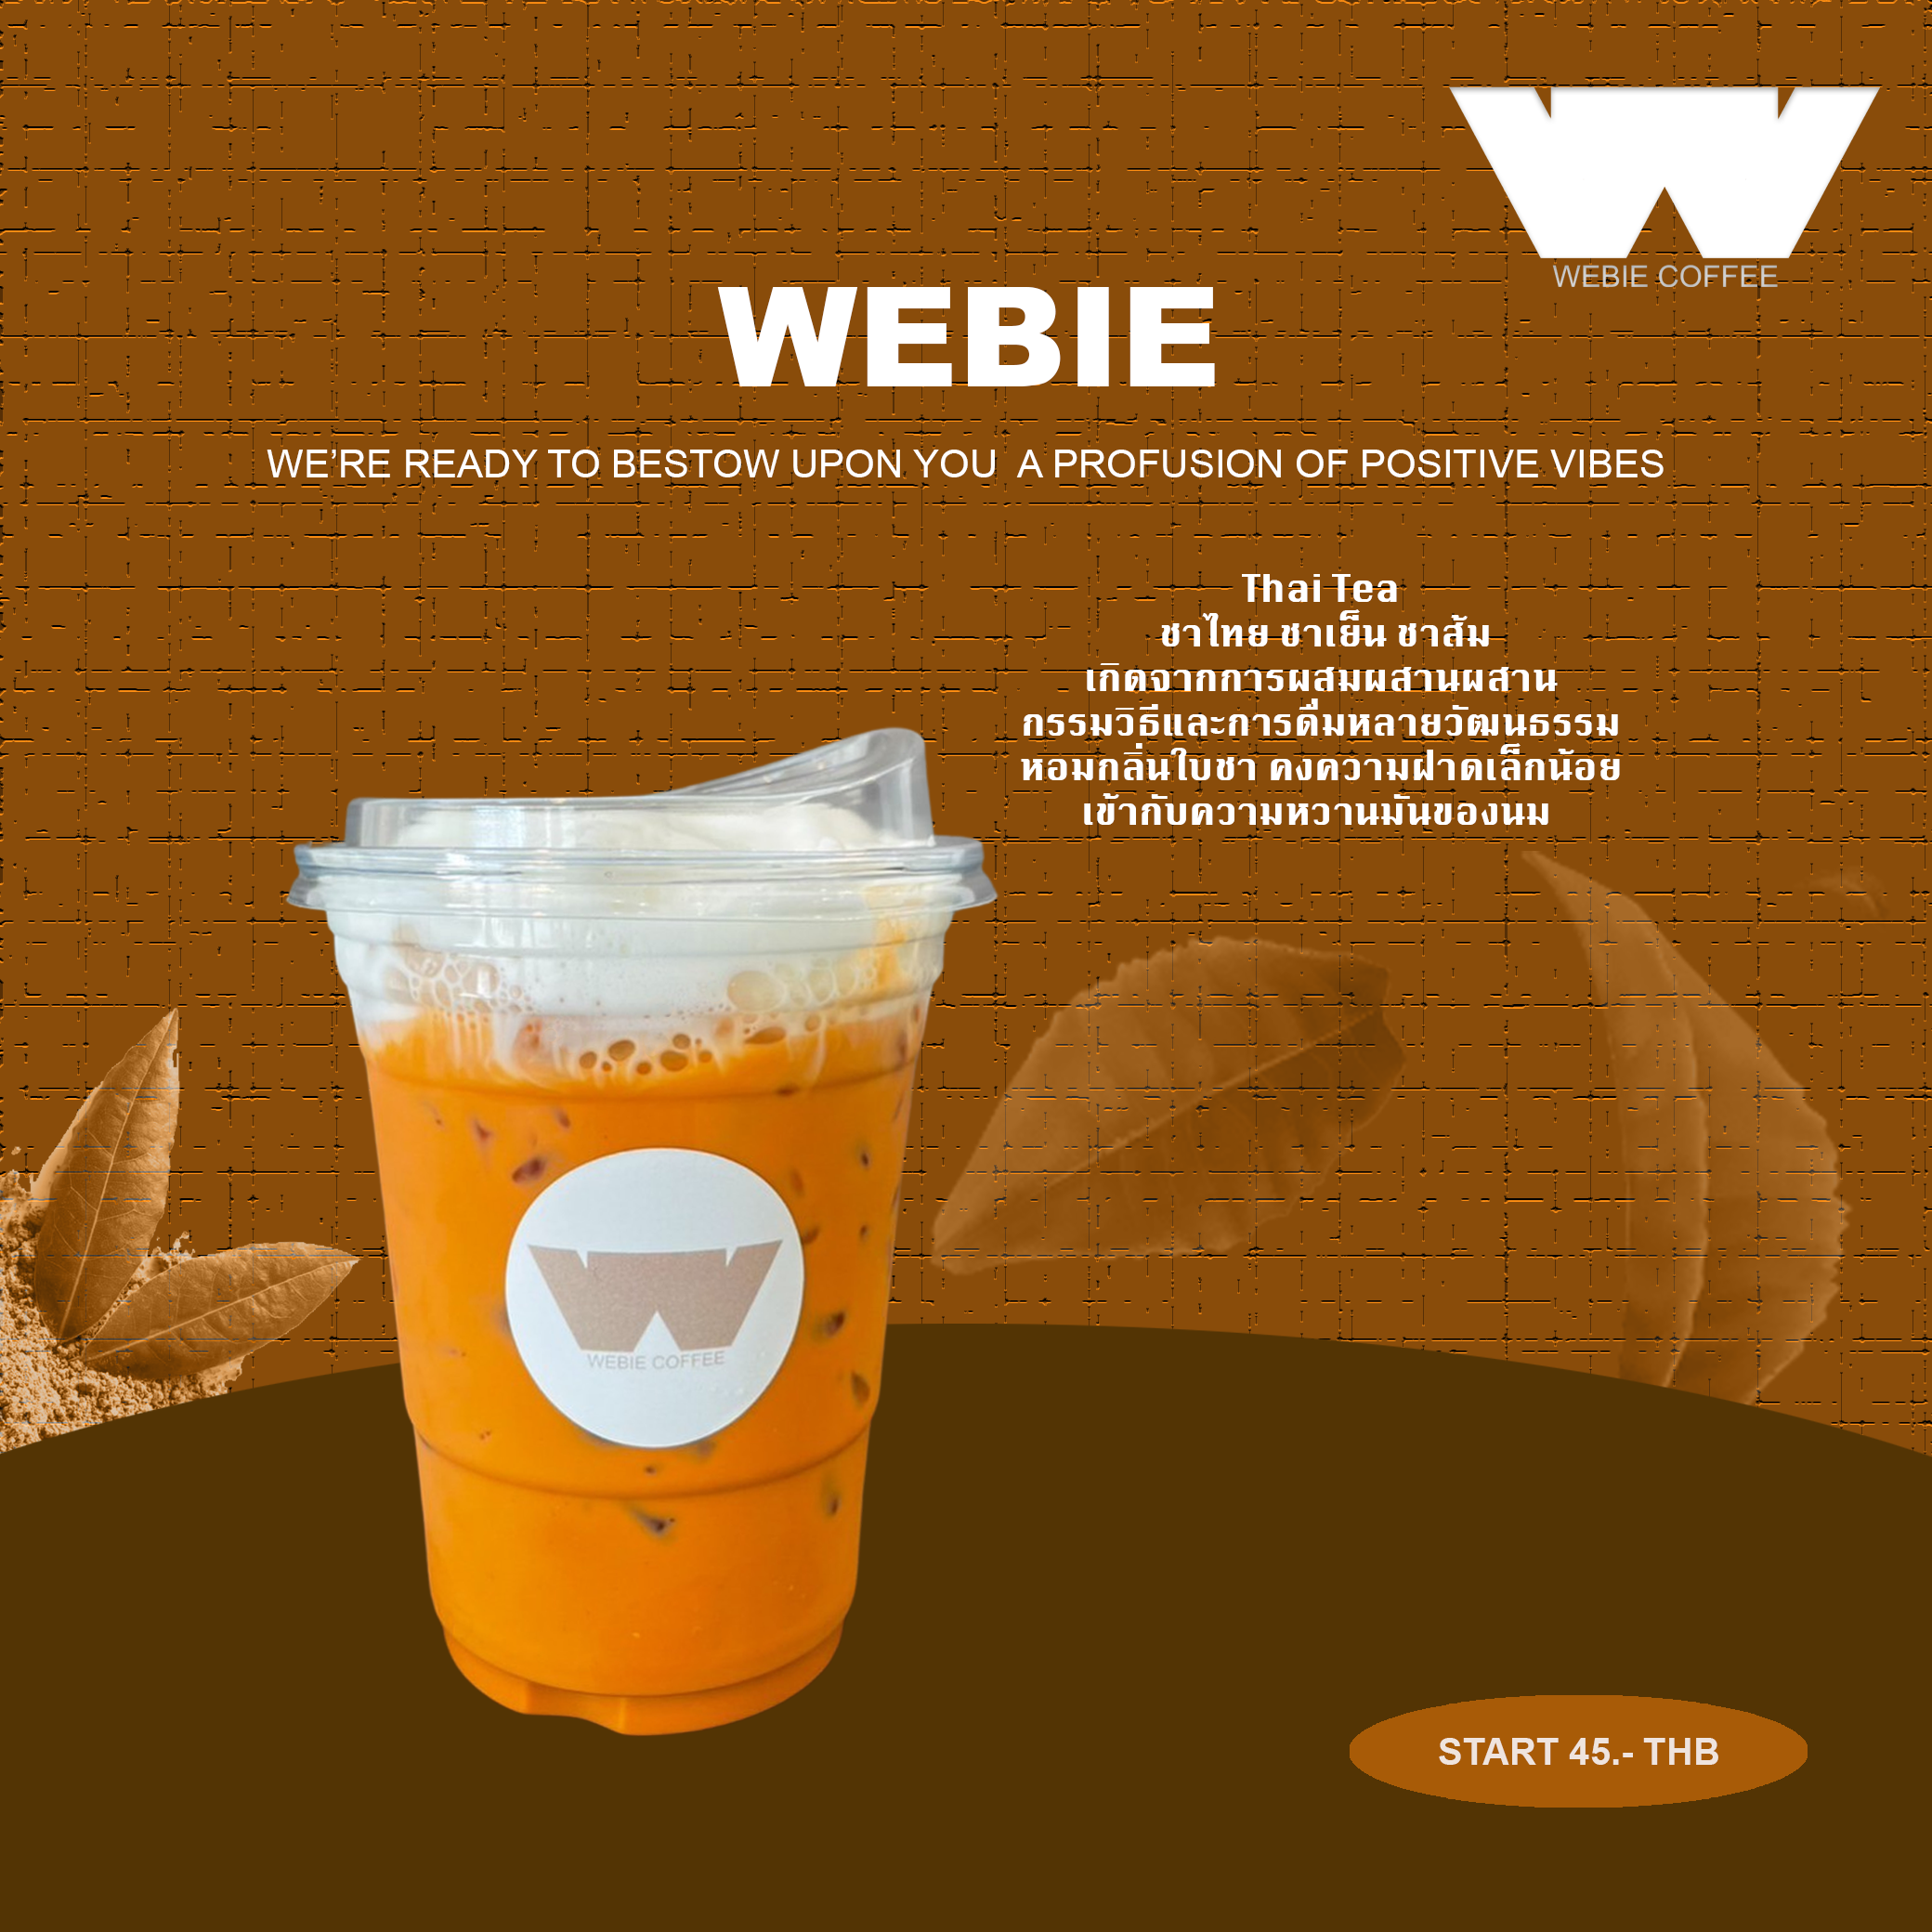 WEBIE COFFEE
WEBIE
WE’RE READY TO BESTOW UPON YOU  A PROFUSION OF POSITIVE VIBES
Thai Tea
ชาไทย ชาเย็น ชาส้ม
เกิดจากการผสมผสานผสาน
กรรมวิธีและการดื่มหลายวัฒนธรรม
หอมกลิ่นใบชา คงความฝาดเล็กน้อย
เข้ากับความหวานมันของนม
WEBIE COFFEE
START 45.- THB